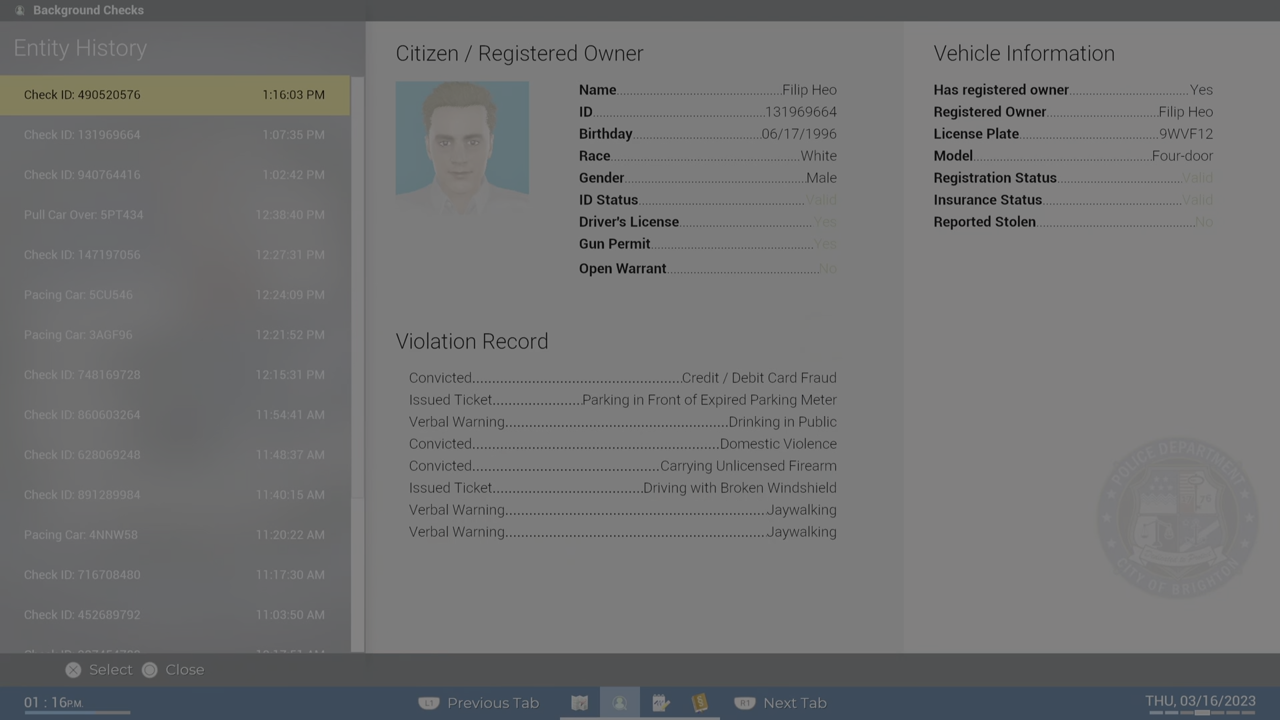 Background Checks
Entity History
Check ID: 490520576 1:16:03 PM
Check ID: 131969664 1:07:35 PM
Check ID: 940764416 1:02:42 PM
Pull Car Over: 5PT434 12:38:40 PM
Check ID: 147197056 12:27:31 PM
Pacing Car: 5CU546 12:24:09 PM
Pacing Car: 3AGF96 12:21:52 PM
Check ID: 748169728 12:15:31 PM
Check ID: 860603264 11:54:41 AM
Check ID: 628069248 11:48:37 AM
Check ID: 891289984 11:40:15 AM
Pacing Car: 4NNW58 11:20:22 AM
Check ID: 716708480 11:17:30 AM
Check ID: 452689792 11:03:50 AM
Citizen / Registered Owner
Name Filip Heo
ID 131969664
Birthday 06/17/1996
Race White
Gender Male
ID Status Valid
Driver's License Yes
Gun Permit Yes
Open Warrant No
Violation Record
Convicted Credit / Debit Card Fraud
Issued Ticket Parking in Front of Expired Parking Meter
Verbal Warning Drinking in Public
Convicted Domestic Violence
Convicted Carrying Unlicensed Firearm
Issued Ticket Driving with Broken Windshield
Verbal Warning Jaywalking
Verbal Warning Jaywalking
Vehicle Information
Has registered owner Yes
Registered Owner Filip Heo
License Plate 9WVF12
Model Four-door
Registration Status Valid
Insurance Status Valid
Reported Stolen No
POLICE DEPARTMENT
CITY OF BRIGHTON
Select Close
01 : 16 P.M.
L1 Previous Tab
R1 Next Tab
THU, 03/16/2023